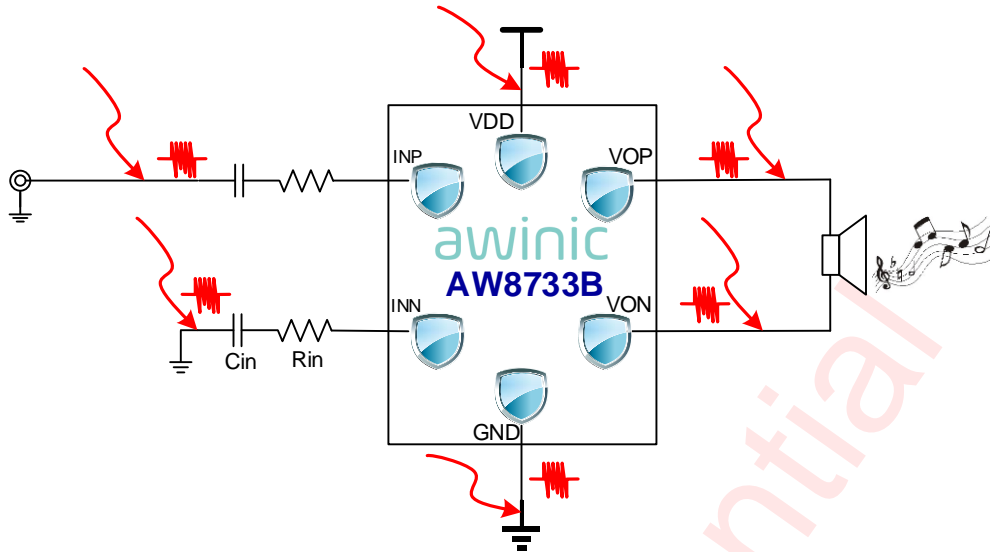 VDD
INP
VOP
awinic
AW8733B
INN
VON
Cin
Rin
GND
ntial